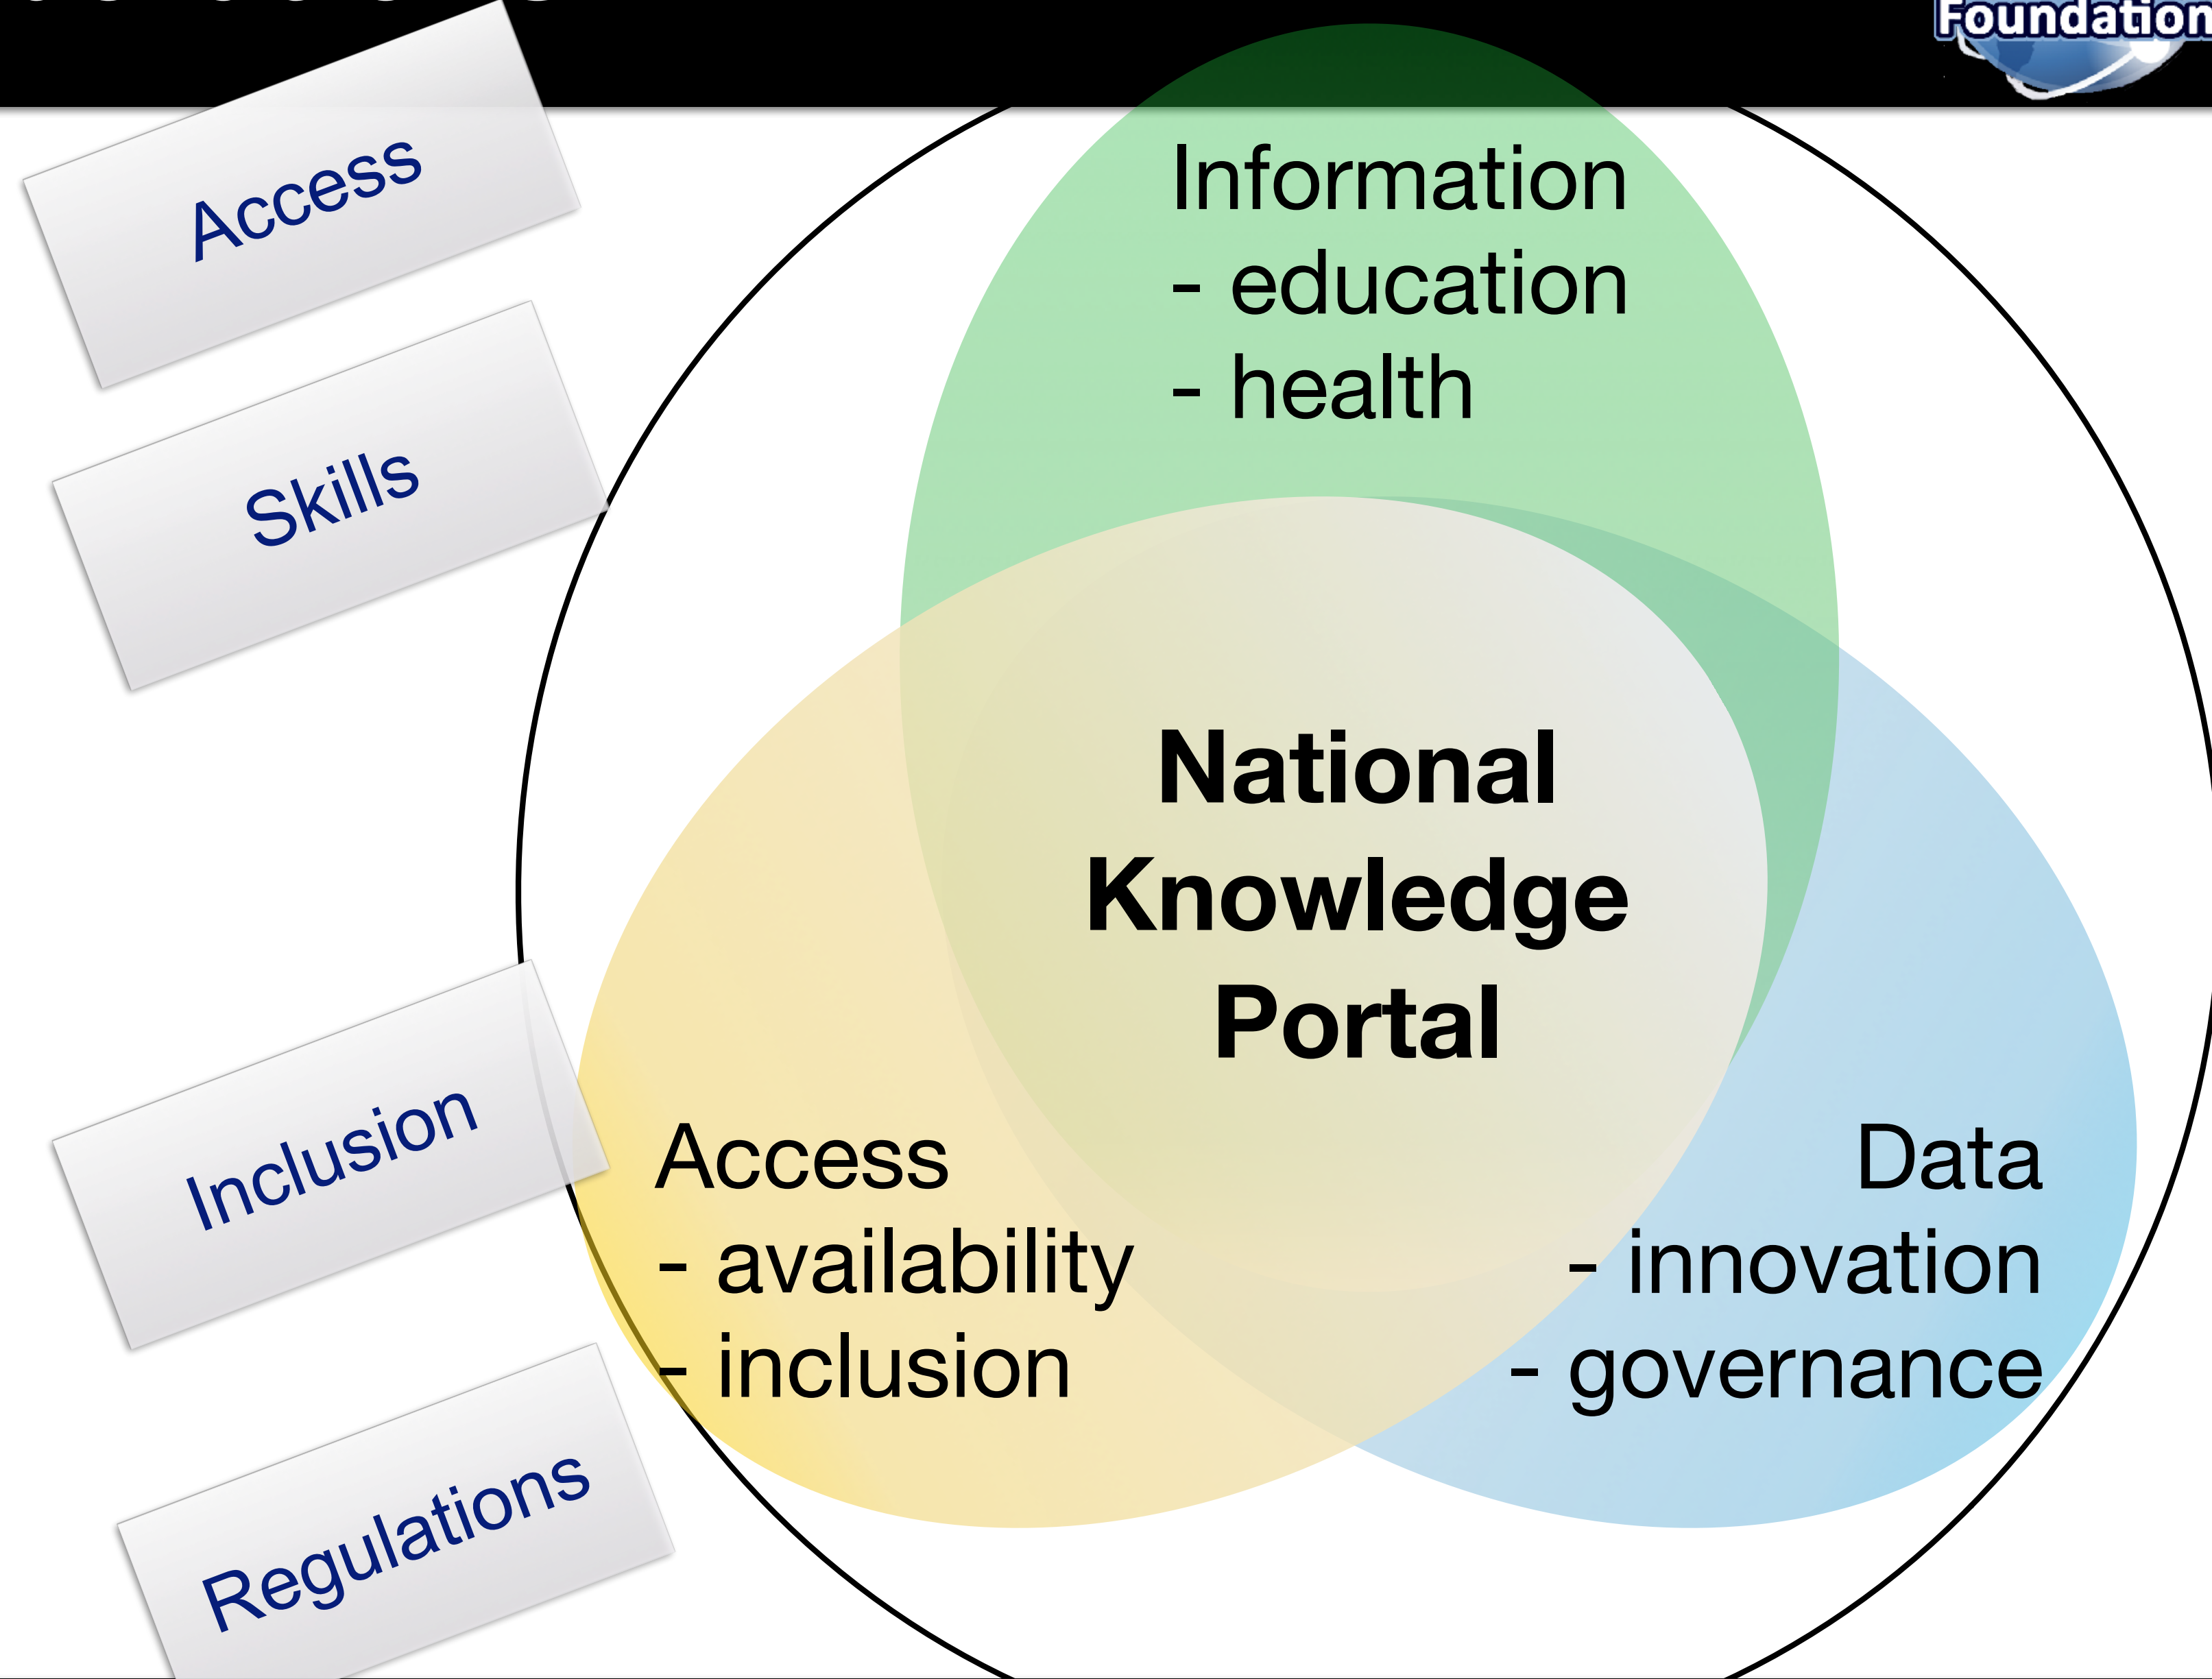 Foundation
Access
Skills
Inclusion
Regulations
Information
- education
- health
National
Knowledge
Portal
Access
- availability
- inclusion
Data
- innovation
- governance